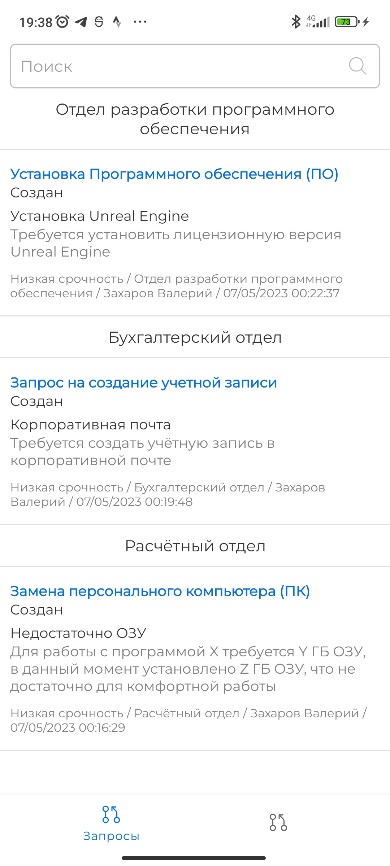 19:38
4G
73
Поиск
Отдел разработки программного
обеспечения
Установка Программного обеспечения (ПО)
Создан
Установка Unreal Engine
Требуется установить лицензионную версия
Unreal Engine
Низкая срочность / Отдел разработки программного
обеспечения / Захаров Валерий / 07/05/2023 00:22:37
Бухгалтерский отдел
Запрос на создание учетной записи
Создан
Корпоративная почта
Требуется создать учётную запись в
корпоративной почте
Низкая срочность / Бухгалтерский отдел / Захаров
Валерий / 07/05/2023 00:19:48
Расчётный отдел
Замена персонального компьютера (ПК)
Создан
Недостаточно ОЗУ
Для работы с программой X требуется Y ГБ ОЗУ,
в данный момент установлено Z ГБ ОЗУ, что не
достаточно для комфортной работы
Низкая срочность / Расчётный отдел / Захаров Валерий /
07/05/2023 00:16:29
Запросы